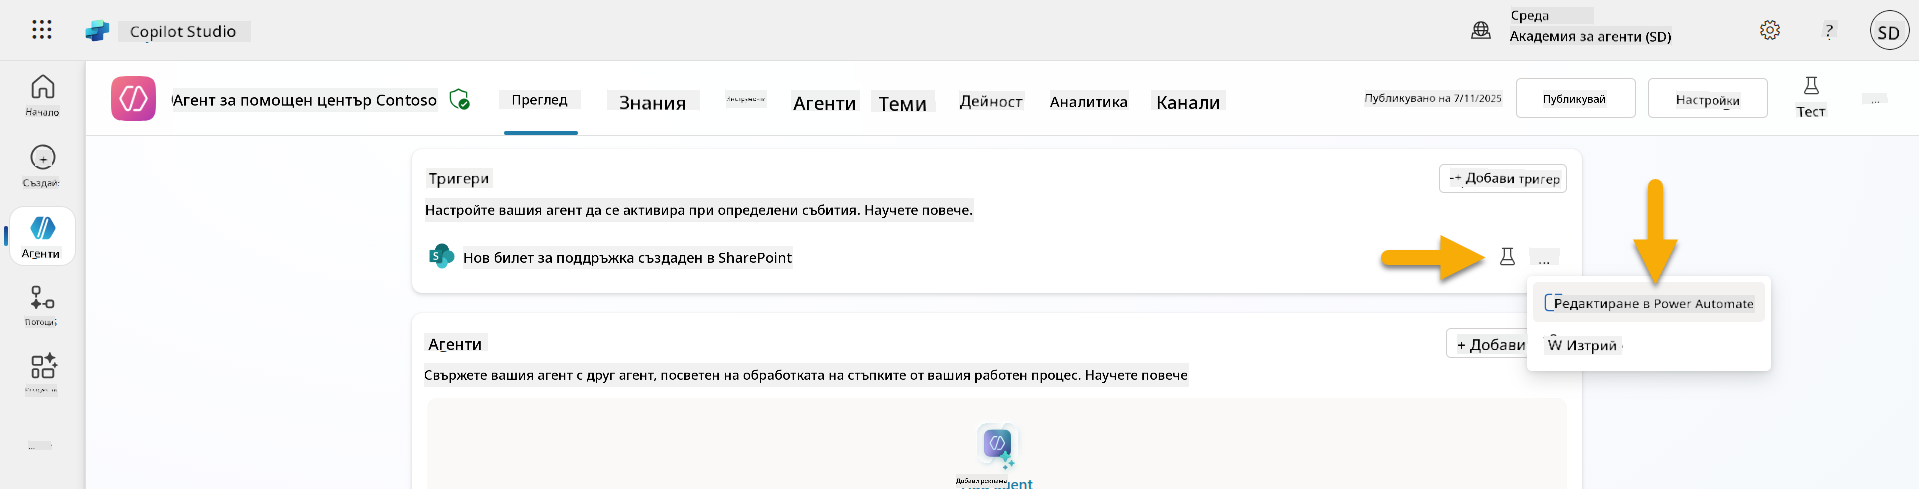 Copilot Studio
Среда
Академия за агенти (SD)
?
SD
Агент за помощен център Contoso
Преглед
Знания
Инструменти
Агенти
Теми
Дейност
Аналитика
Канали
Публикувано на 7/11/2025
Публикувай
Настройки
Тест
...
Начало
Създай
Агенти
Потоци
...
Тригери
+ Добави тригер
Настройте вашия агент да се активира при определени събития. Научете повече.
Нов билет за поддръжка създаден в SharePoint
...
Редактиране в Power Automate
W Изтрий
Агенти
+ Добави
Свържете вашия агент с друг агент, посветен на обработката на стъпките от вашия работен процес. Научете повече